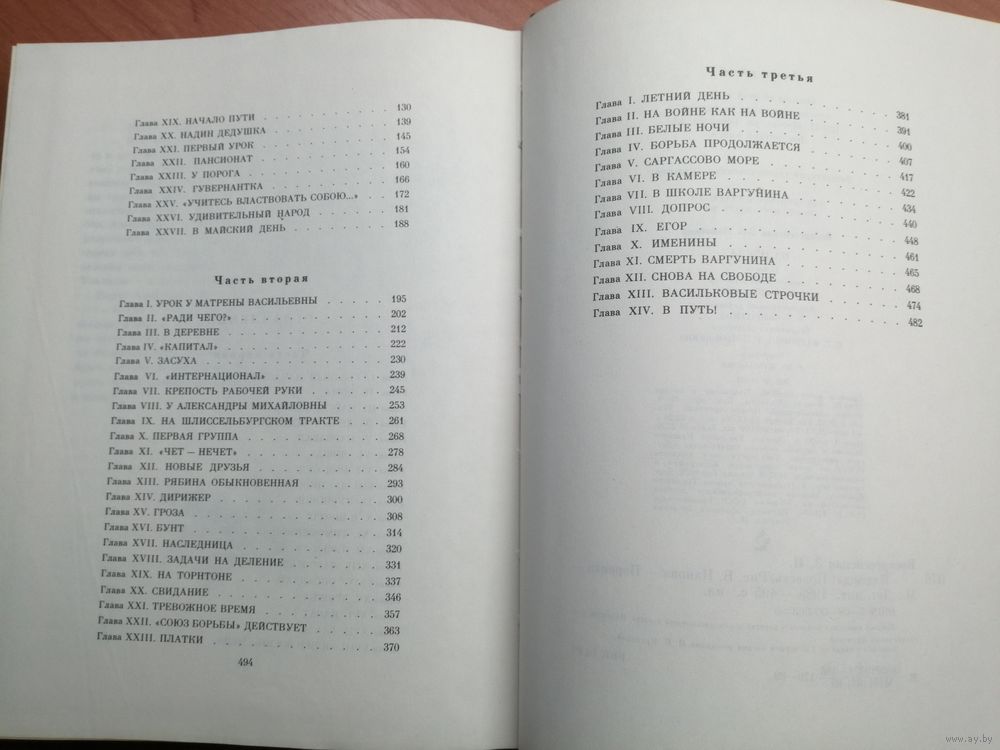 Глава XIX. НАЧАЛО ПУТИ . . . . . . . . . 130
Глава XX. НАДИН ДЕДУШКА . . . . . . . . 139
Глава XXI. ПЕРВЫЙ УРОК . . . . . . . . . 145
Глава XXII. ПАНСИОНАТ . . . . . . . . . 154
Глава XXIII. У ПОРОГА . . . . . . . . . . 160
Глава XXIV. ГУВЕРНАНТКА . . . . . . . . 166
Глава XXV. «УЧИТЕСЬ ВЛАСТВОВАТЬ СОБОЮ...» . . 172
Глава XXVI. УДИВИТЕЛЬНЫЙ НАРОД . . . . . 181
Глава XXVII. В МАЙСКИЙ ДЕНЬ . . . . . . . 188
Часть вторая
Глава I. УРОК У МАТРЕНЫ ВАСИЛЬЕВНЫ . . . . . 195
Глава II. «РАДИ ЧЕГО?» . . . . . . . . . . 202
Глава III. В ДЕРЕВНЕ . . . . . . . . . . . 212
Глава IV. «КАПИТАЛ» . . . . . . . . . . . 222
Глава V. ЗАСУХА . . . . . . . . . . . . . 230
Глава VI. «ИНТЕРНАЦИОНАЛ» . . . . . . . . 239
Глава VII. КРЕПОСТЬ РАБОЧЕЙ РУКИ . . . . . . 245
Глава VIII. У АЛЕКСАНДРЫ МИХАЙЛОВНЫ . . . . 253
Глава IX. НА ШЛИССЕЛЬБУРГСКОМ ТРАКТЕ . . . . 261
Глава X. ПЕРВАЯ ГРУППА . . . . . . . . . . 268
Глава XI. «ЧЕТ — НЕЧЕТ» . . . . . . . . . . 278
Глава XII. НОВЫЕ ДРУЗЬЯ . . . . . . . . . . 284
Глава XIII. РЯБИНА ОБЫКНОВЕННАЯ . . . . . . 293
Глава XIV. ДИРИЖЕР . . . . . . . . . . . . 300
Глава XV. ГРОЗА . . . . . . . . . . . . . 308
Глава XVI. БУНТ . . . . . . . . . . . . . 314
Глава XVII. НАСЛЕДНИЦА . . . . . . . . . . 320
Глава XVIII. ЗАДАЧИ НА ДЕЛЕНИЕ . . . . . . . 331
Глава XIX. НА ТОРНТОНЕ . . . . . . . . . . 337
Глава XX. СВИДАНИЕ . . . . . . . . . . . . 346
Глава XXI. ТРЕВОЖНОЕ ВРЕМЯ . . . . . . . . 357
Глава XXII. «СОЮЗ БОРЬБЫ» ДЕЙСТВУЕТ . . . . . 363
Глава XXIII. ПЛАТКИ . . . . . . . . . . . 370
494
Часть третья
Глава I. ЛЕТНИЙ ДЕНЬ . . . . . . . . . . 381
Глава II. НА ВОЙНЕ КАК НА ВОЙНЕ . . . . . . 391
Глава III. БЕЛЫЕ НОЧИ . . . . . . . . . . 400
Глава IV. БОРЬБА ПРОДОЛЖАЕТСЯ . . . . . . 407
Глава V. САРГАССОВО МОРЕ . . . . . . . . 417
Глава VI. В КАМЕРЕ . . . . . . . . . . . 422
Глава VII. В ШКОЛЕ ВАРГУНИНА . . . . . . . 434
Глава VIII. ДОПРОС . . . . . . . . . . . 440
Глава IX. ЕГОР . . . . . . . . . . . . . 448
Глава X. ИМЕНИНЫ . . . . . . . . . . . . 461
Глава XI. СМЕРТЬ ВАРГУНИНА . . . . . . . . 465
Глава XII. СНОВА НА СВОБОДЕ . . . . . . . 468
Глава XIII. ВАСИЛЬКОВЫЕ СТРОЧКИ . . . . . . 474
Глава XIV. В ПУТЬ! . . . . . . . . . . . 482
www.ay.by